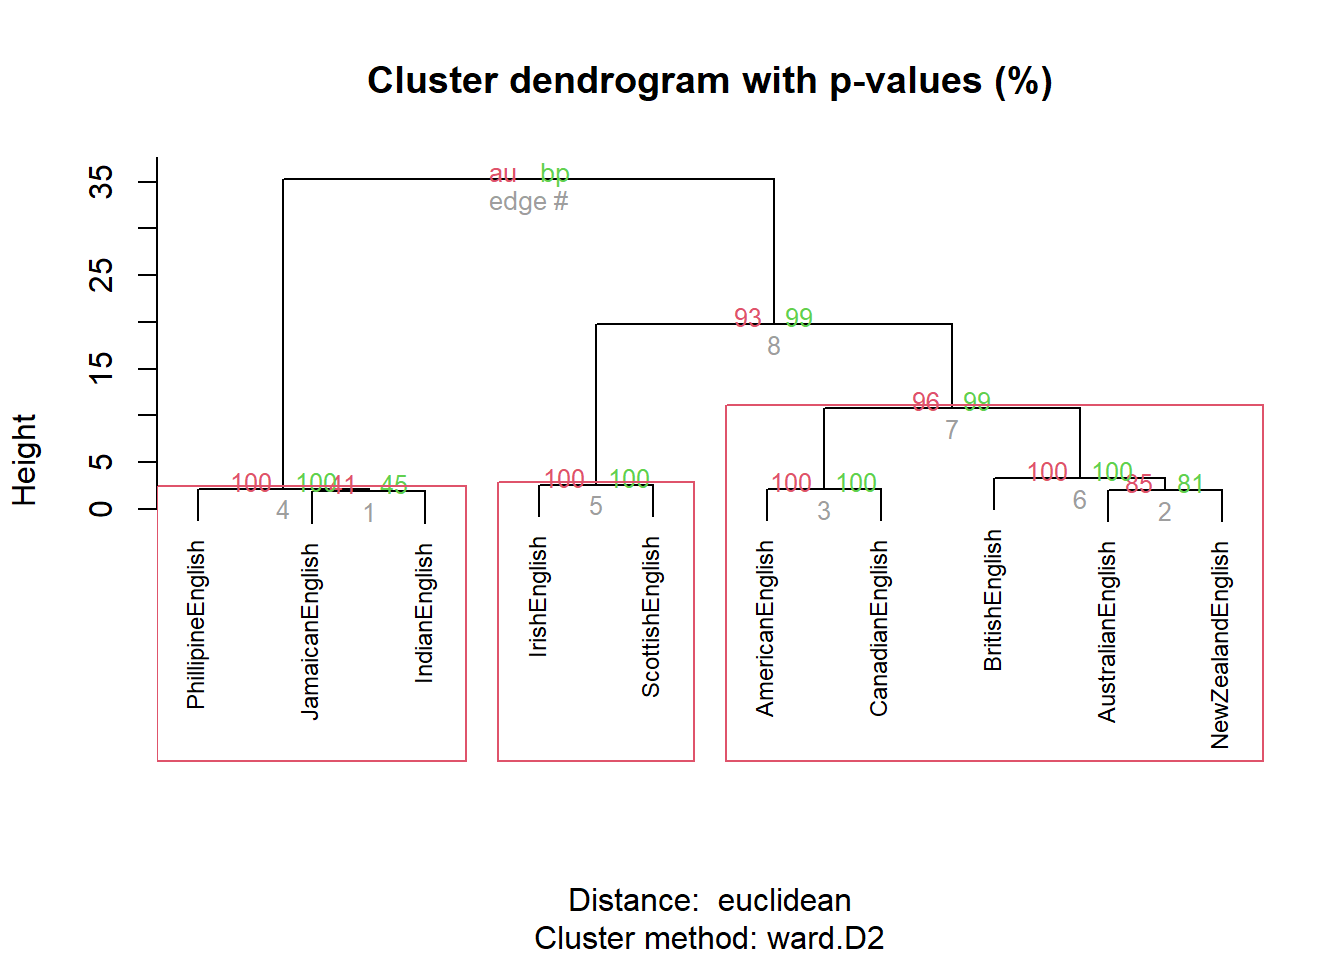 Cluster dendrogram with p-values (%)
Height
35
25
15
5
0
au bp
edge #
93 99
8
96 99
7
100 100
4
41 45
1
100 100
5
100 100
3
100 100
6
85 81
2
PhillipineEnglish
JamaicanEnglish
IndianEnglish
IrishEnglish
ScottishEnglish
AmericanEnglish
CanadianEnglish
BritishEnglish
AustralianEnglish
NewZealandEnglish
Distance: euclidean
Cluster method: ward.D2